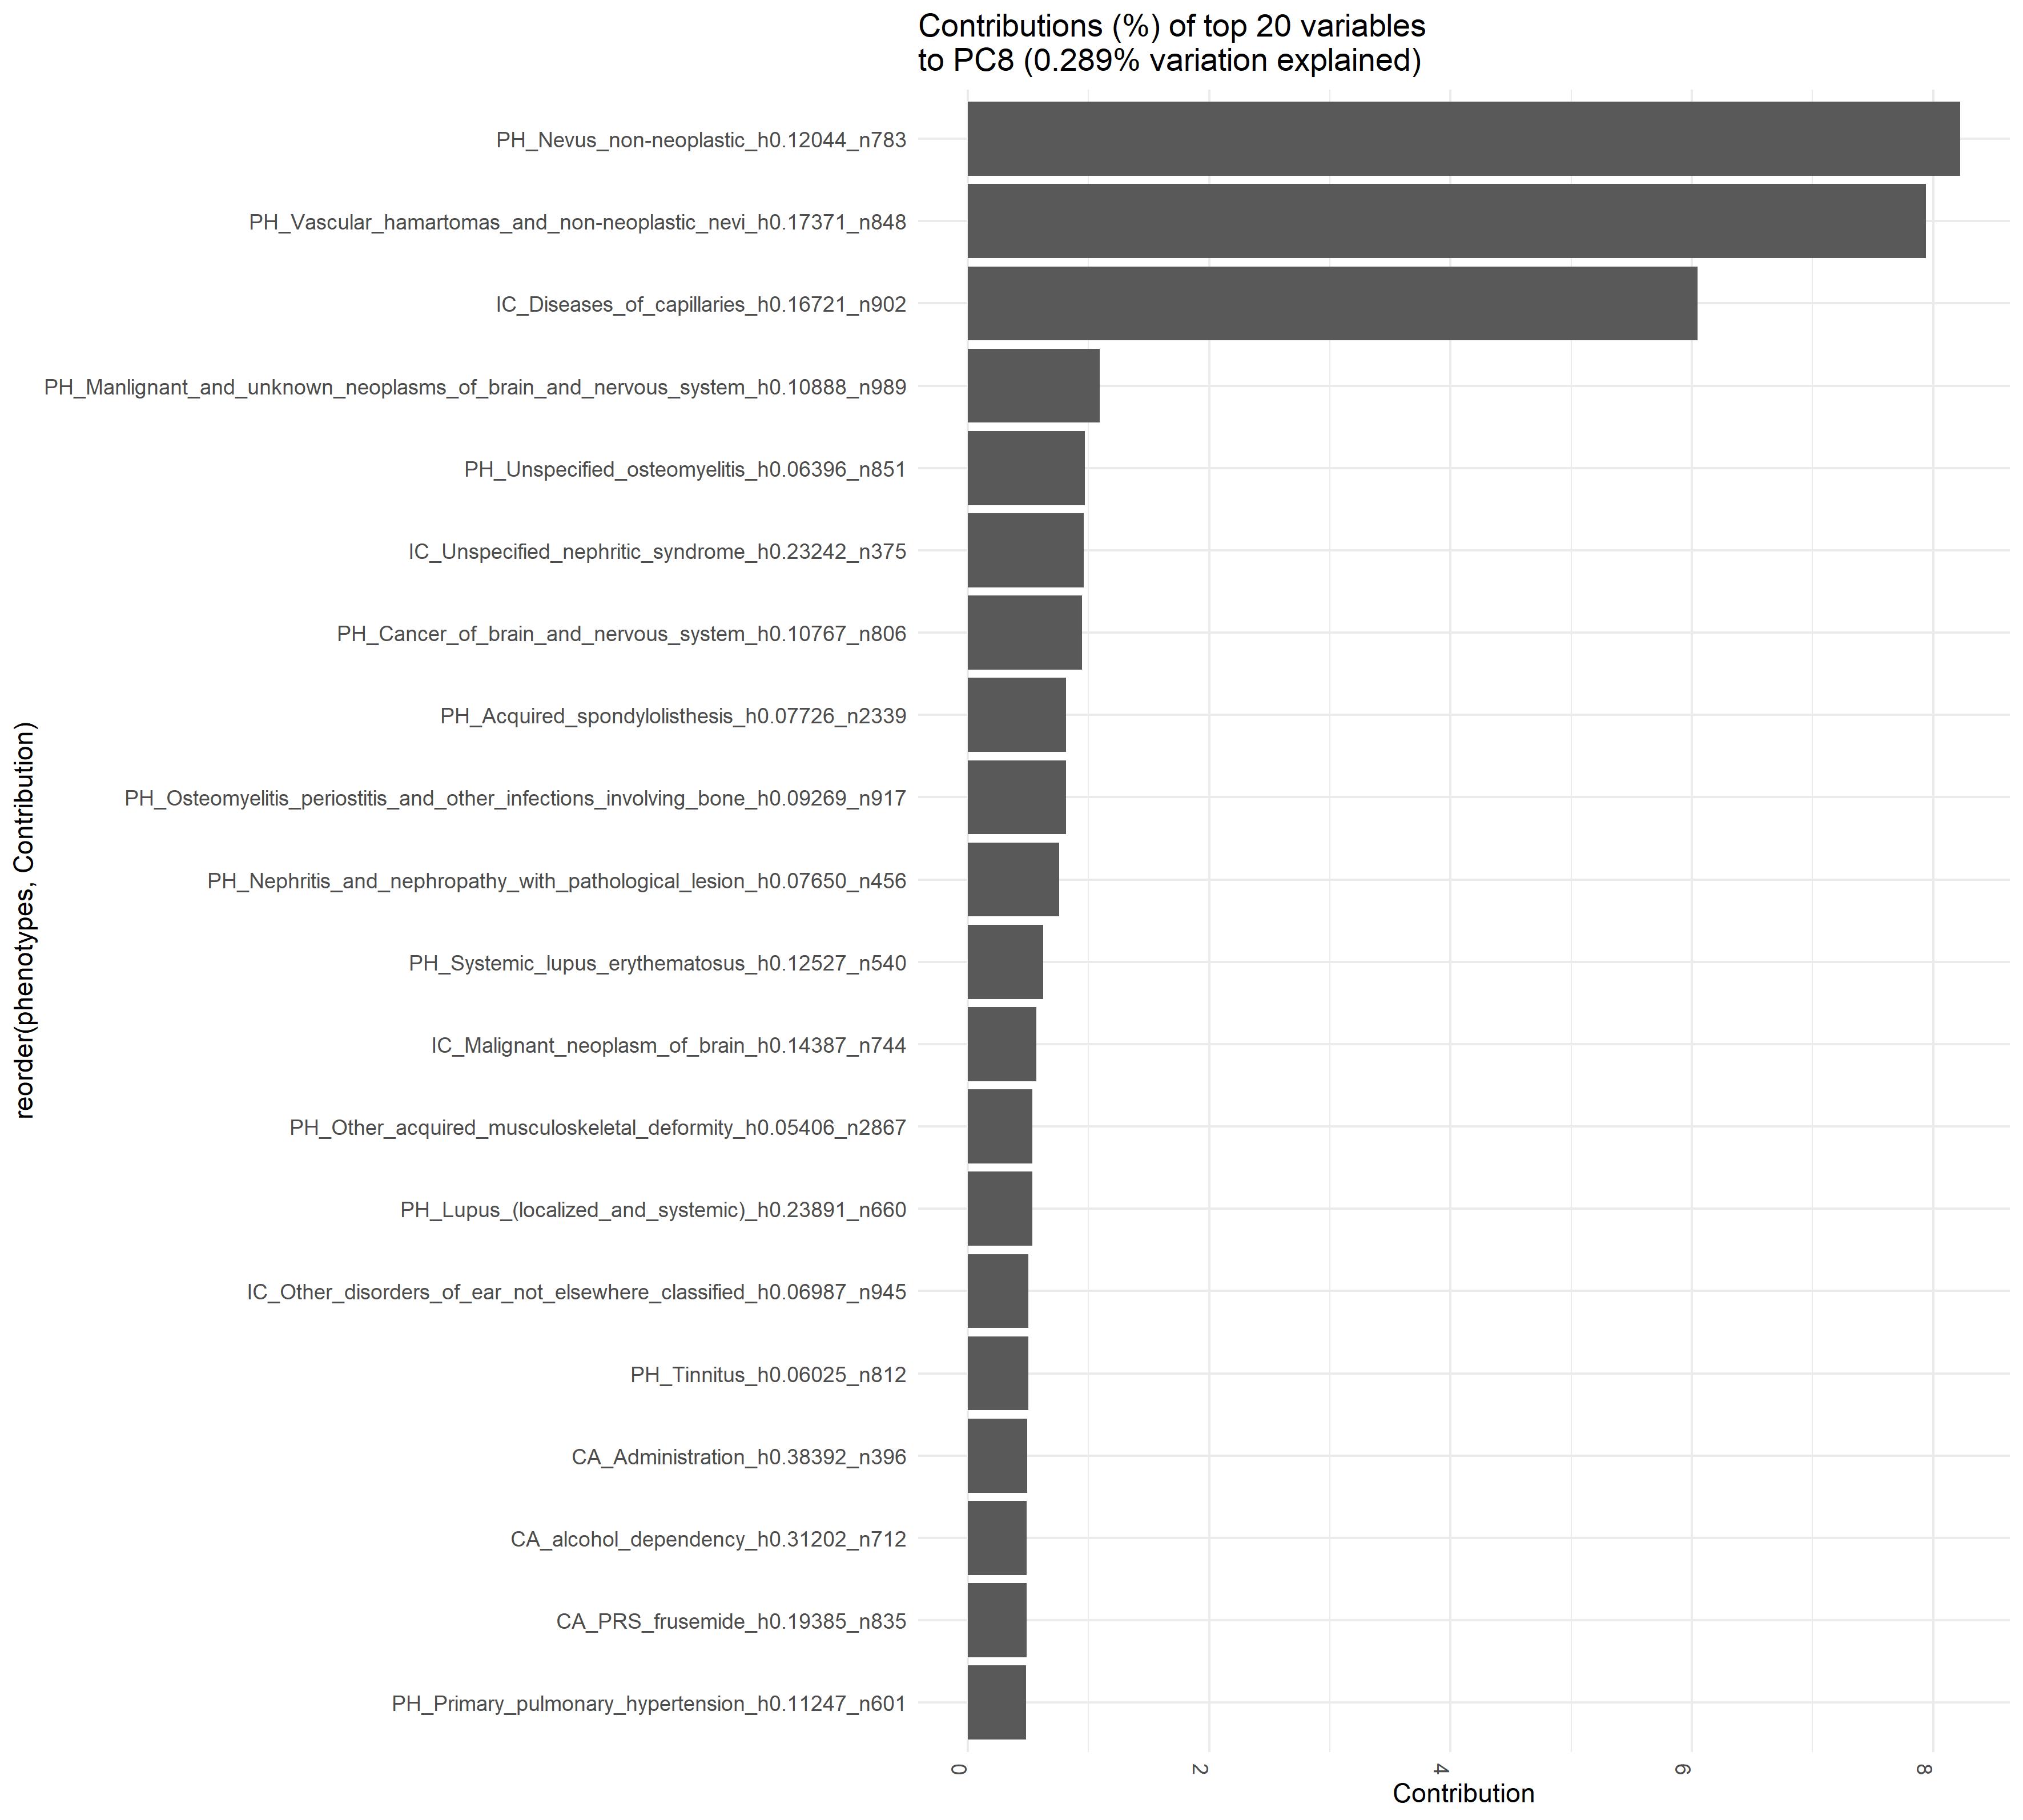 Contributions (%) of top 20 variables
to PC8 (0.289% variation explained)
PH_Nevus_non-neoplastic_h0.12044_n783
PH_Vascular_hamartomas_and_non-neoplastic_nevi_h0.17371_n848
IC_Diseases_of_capillaries_h0.16721_n902
PH_Manlignant_and_unknown_neoplasms_of_brain_and_nervous_system_h0.10888_n989
PH_Unspecified_osteomyelitis_h0.06396_n851
IC_Unspecified_nephritic_syndrome_h0.23242_n375
PH_Cancer_of_brain_and_nervous_system_h0.10767_n806
PH_Acquired_spondylolisthesis_h0.07726_n2339
PH_Osteomyelitis_periostitis_and_other_infections_involving_bone_h0.09269_n917
PH_Nephritis_and_nephropathy_with_pathological_lesion_h0.07650_n456
PH_Systemic_lupus_erythematosus_h0.12527_n540
IC_Malignant_neoplasm_of_brain_h0.14387_n744
PH_Other_acquired_musculoskeletal_deformity_h0.05406_n2867
PH_Lupus_(localized_and_systemic)_h0.23891_n660
IC_Other_disorders_of_ear_not_elsewhere_classified_h0.06987_n945
PH_Tinnitus_h0.06025_n812
CA_Administration_h0.38392_n396
CA_alcohol_dependency_h0.31202_n712
CA_PRS_frusemide_h0.19385_n835
PH_Primary_pulmonary_hypertension_h0.11247_n601
reorder(phenotypes, Contribution)
0 2 4 6 8
Contribution